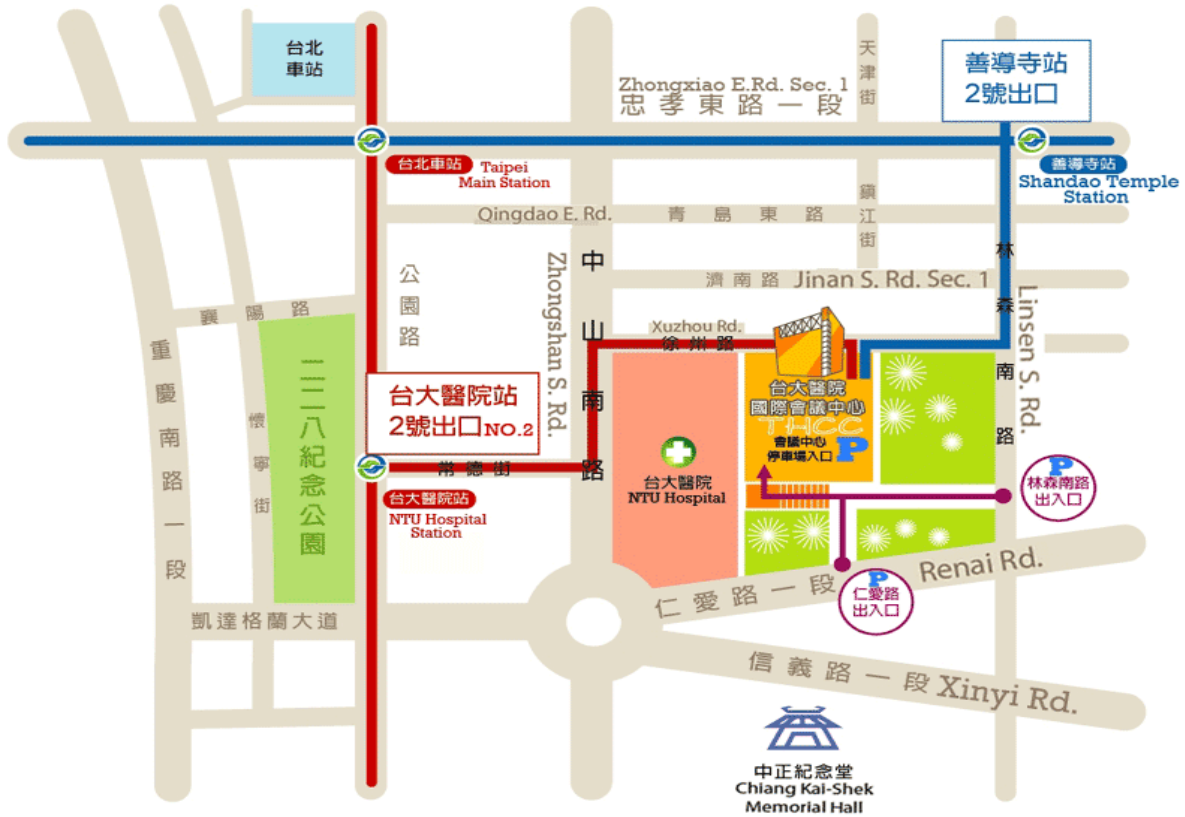 台北
車站
Zhongxiao E.Rd. Sec. 1
忠孝東路一段
天津街
善導寺站
2號出口
台北車站
Taipei
Main Station
善導寺站
Shandao Temple
Station
Qingdao E. Rd.
青島東路
鎮江街
公園路
中山南路
Zhongshan S. Rd.
濟南路
Jinan S. Rd. Sec. 1
林森南路
Linsen S. Rd.
襄陽路
Xuzhou Rd.
徐州路
重慶南路一段
二二八紀念公園
懷寧街
台大醫院站
2號出口NO.2
台大醫院
國際會議中心
THCC
會議中心
停車場入口
P
常德街
台大醫院
NTU Hospital
台大醫院站
NTU Hospital
Station
P
林森南路
出入口
Renai Rd.
仁愛路一段
P
仁愛路
出入口
凱達格蘭大道
信義路一段 Xinyi Rd.
中正紀念堂
Chiang Kai-Shek
Memorial Hall